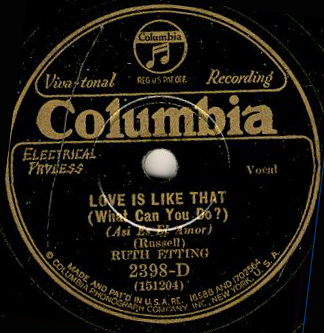 Columbia
REG US PAT OFF.
Viva-tonal Recording
Columbia
ELECTRICAL
PROCESS
Vocal
LOVE IS LIKE THAT
(What Can You Do?)
(Asi Es El Amor)
(Russell)
RUTH ETTING
2398-D
(151204)
MADE AND PAT'D IN U.S.A. RE. 16588 AND 1702564
COLUMBIA PHONOGRAPH COMPANY INC., NEW YORK, U.S.A.